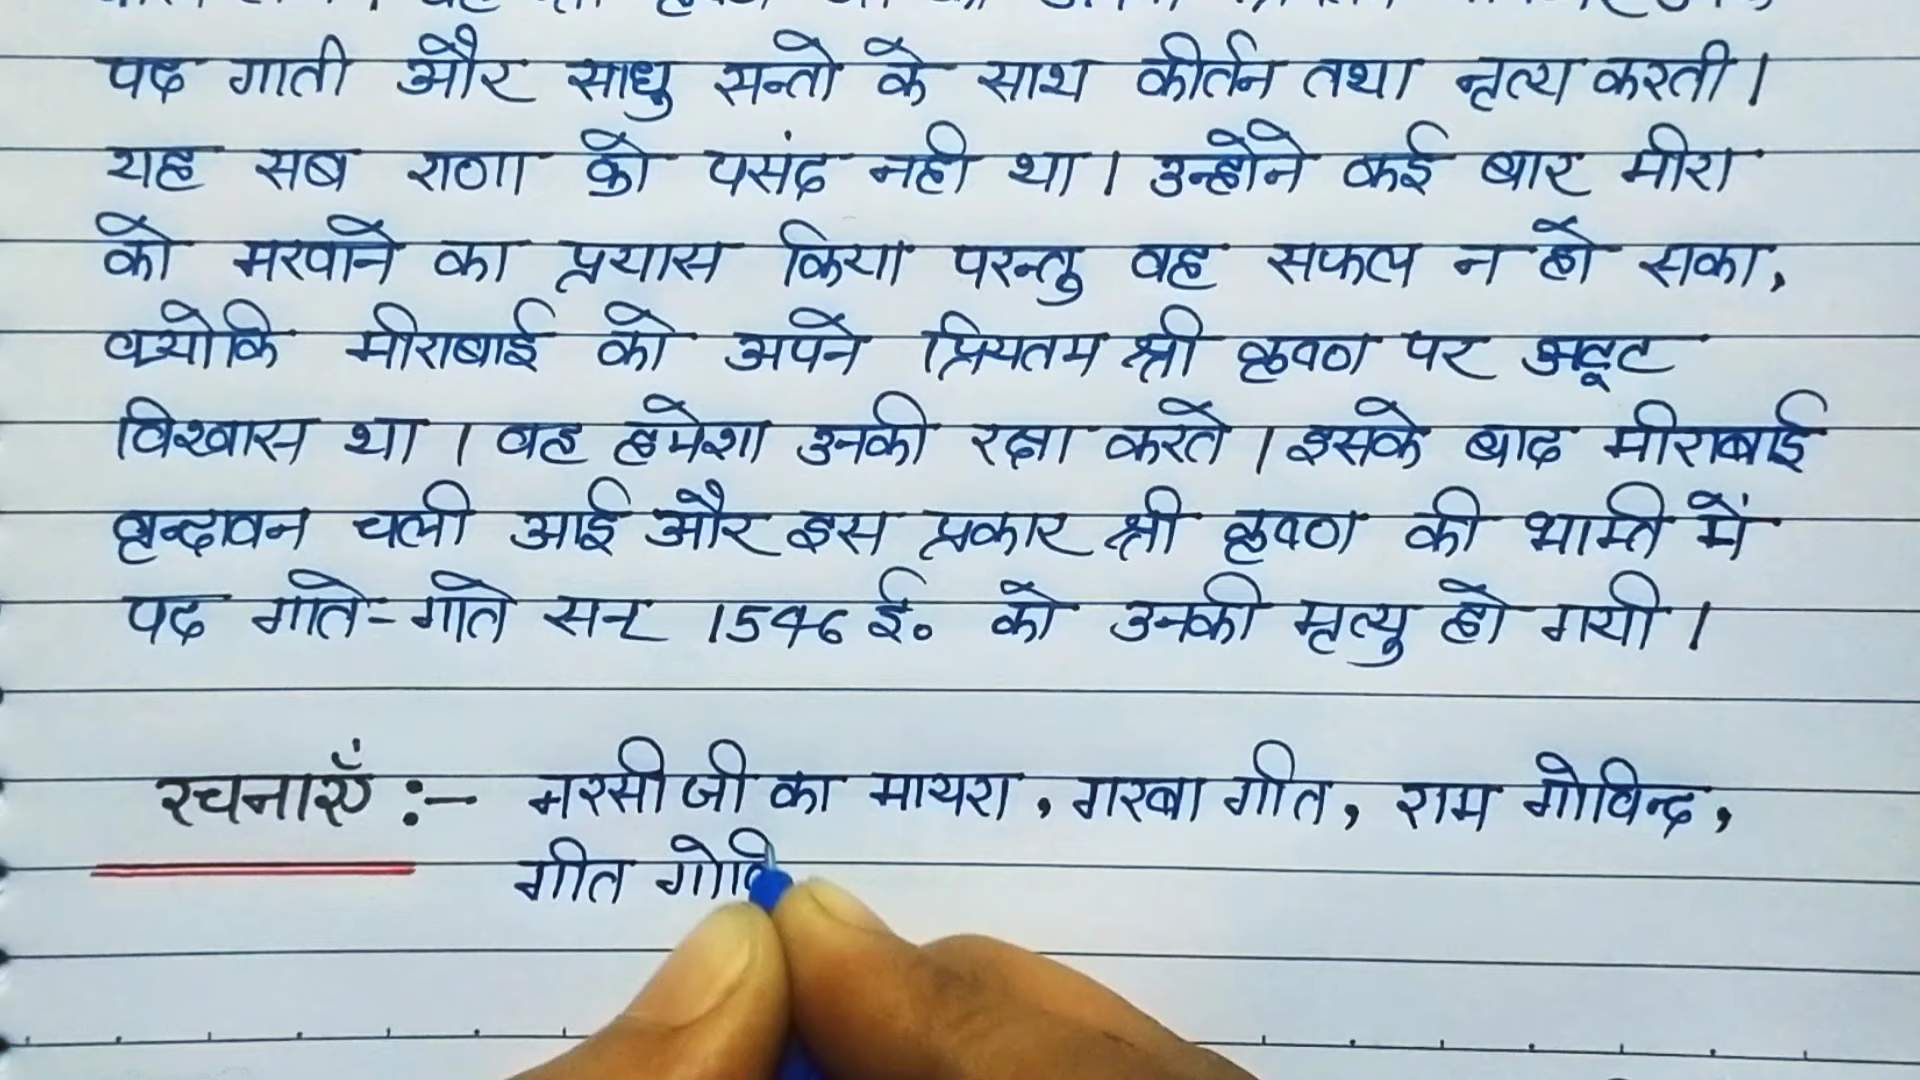 पद गाती और साधु सन्तो के साथ कीर्तन तथा नृत्य करती।
यह सब राणा को पसंद नही था। उन्होने कई बार मीरा
को मरवाने का प्रयास किया परन्तु वह सफल न हो सका,
क्योकि मीराबाई को अपने प्रियतम श्री कृष्ण पर अटूट
विश्वास था। वह हमेशा उनकी रक्षा करते। इसके बाद मीराबाई
वृन्दावन चली आई और इस प्रकार श्री कृष्ण की भक्ति में
पद गाते-गाते सन् 1546 ई॰ को उनकी मृत्यु हो गयी।
रचनाएँ :- नरसी जी का मायरा, गरबा गीत, राम गोविन्द,
गीत गोवि